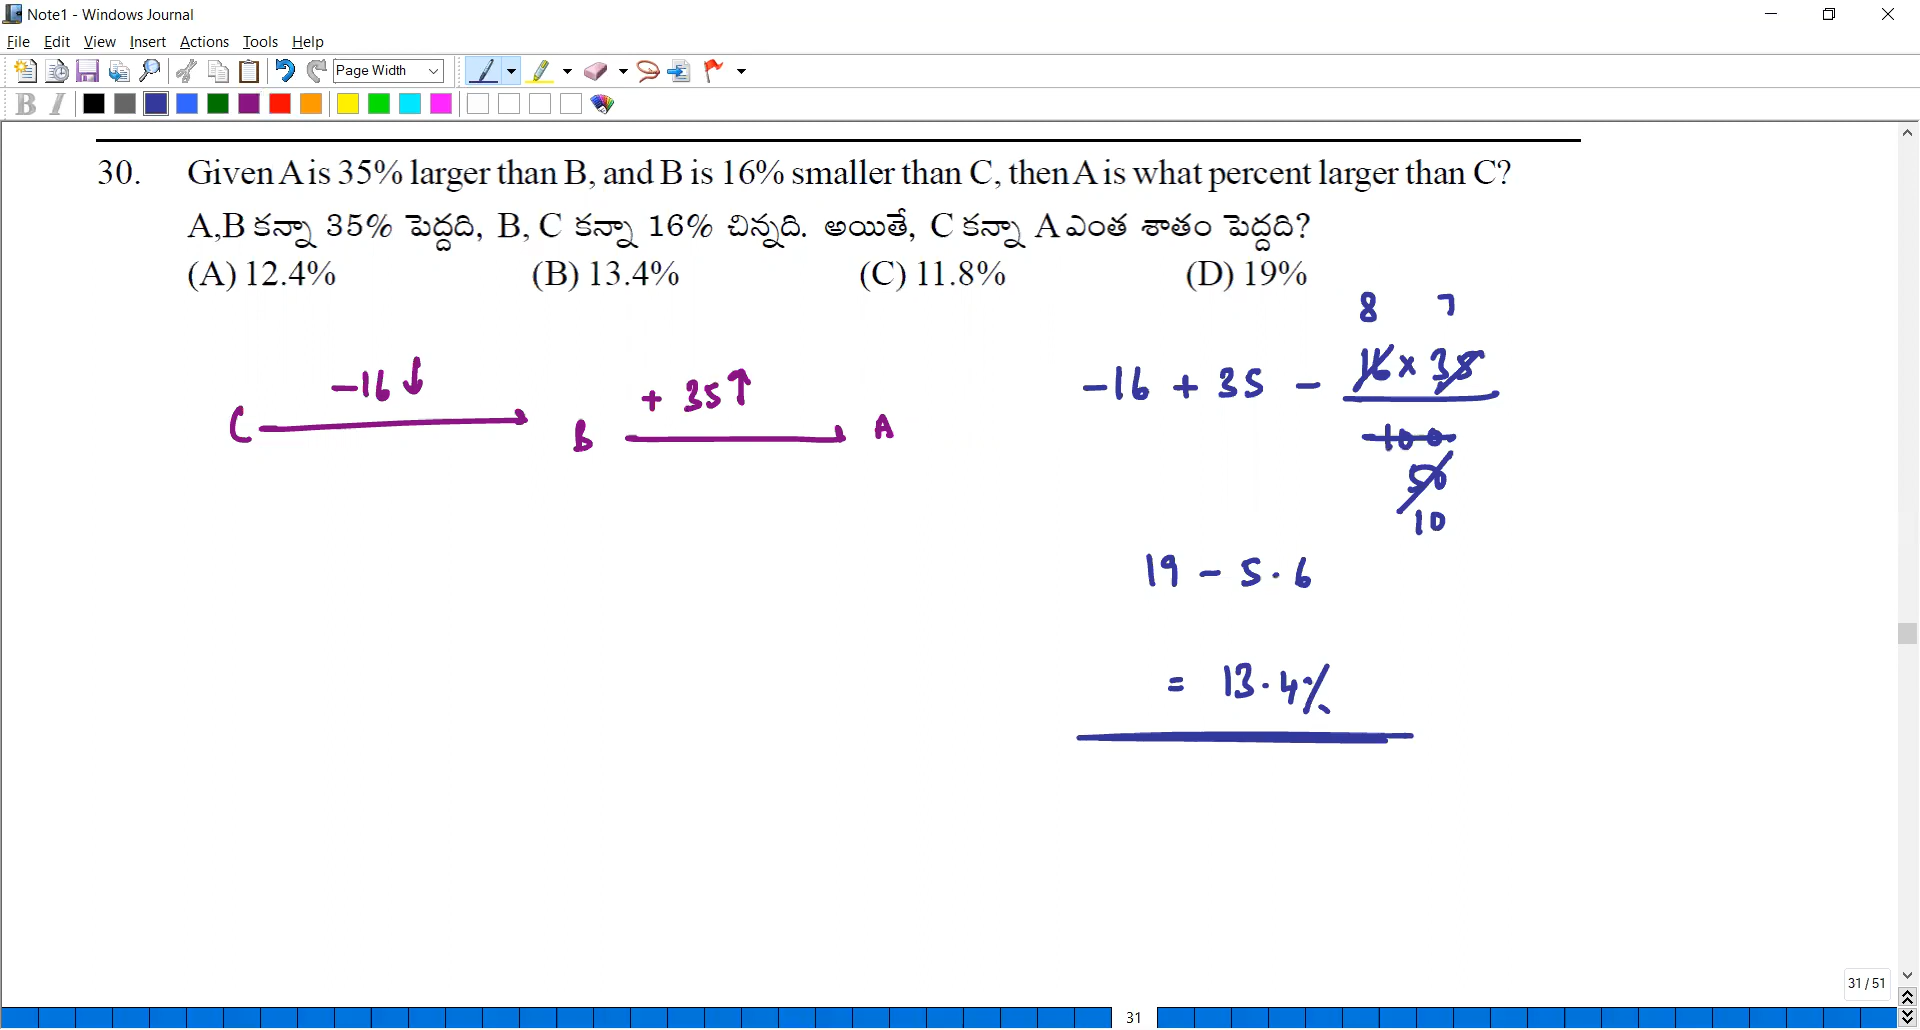 Note1 - Windows Journal
File Edit View Insert Actions Tools Help
Page Width
B I
30. Given A is 35% larger than B, and B is 16% smaller than C, then A is what percent larger than C?
A,B కన్నా 35% పెద్దది, B, C కన్నా 16% చిన్నది. అయితే, C కన్నా A ఎంత శాతం పెద్దది?
(A) 12.4% (B) 13.4% (C) 11.8% (D) 19%
8 7
-16 ↓ + 35 ↑ -16 + 35 - 16 × 35
C B A
100
50
10
19 - 5.6
= 13.4%
31 / 51
31